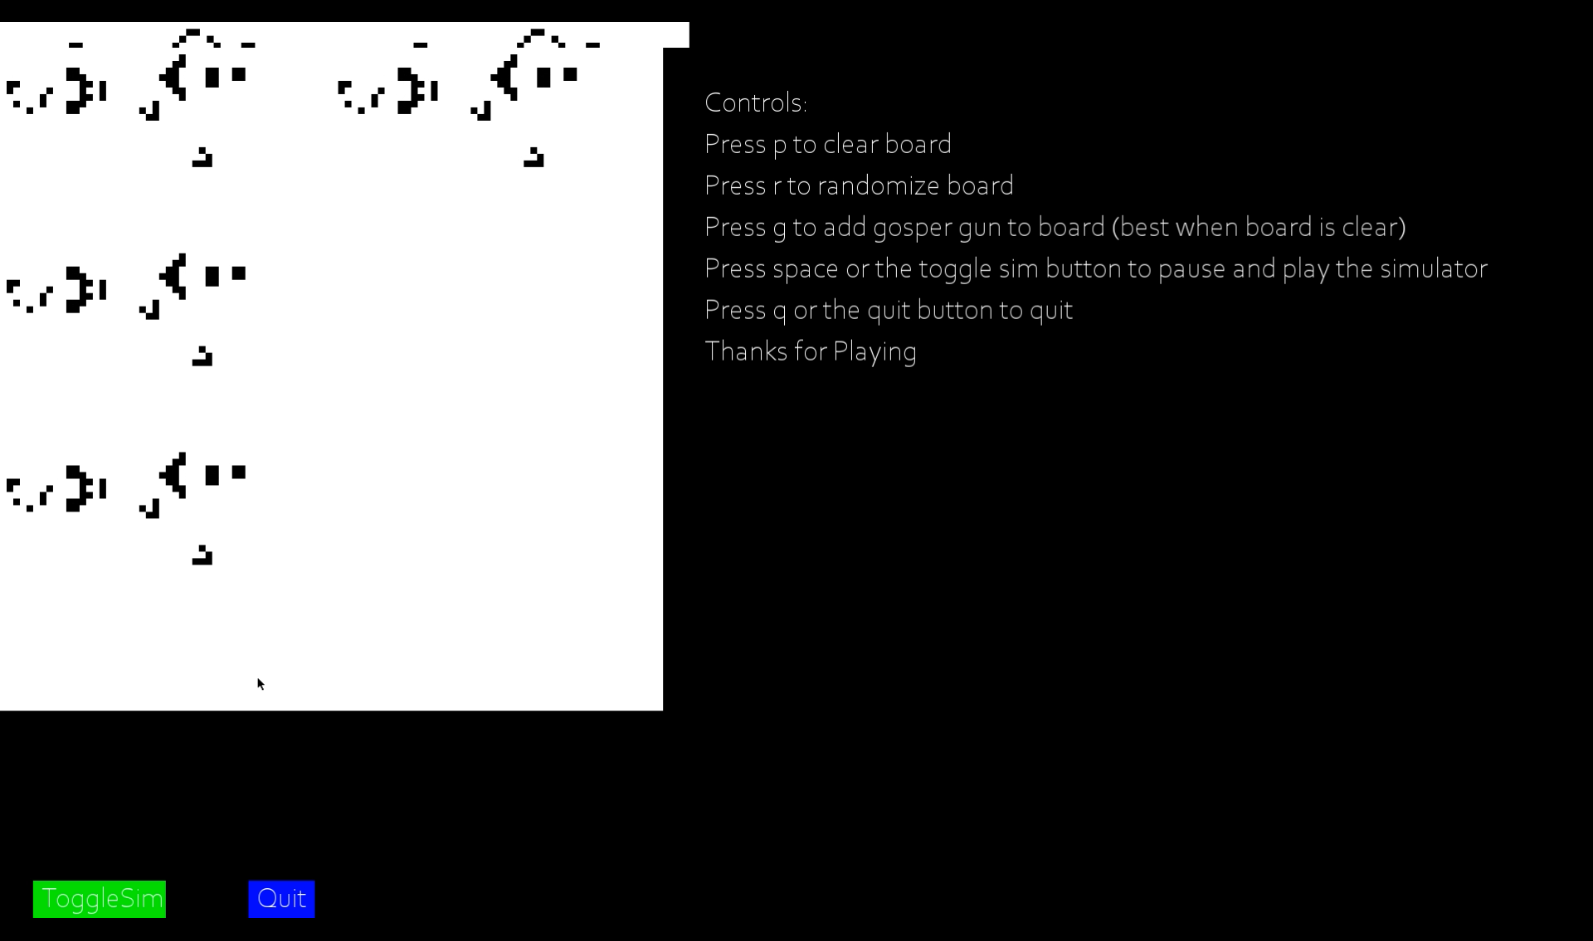 Controls:
Press p to clear board
Press r to randomize board
Press g to add gosper gun to board (best when board is clear)
Press space or the toggle sim button to pause and play the simulator
Press q or the quit button to quit
Thanks for Playing
ToggleSim
Quit